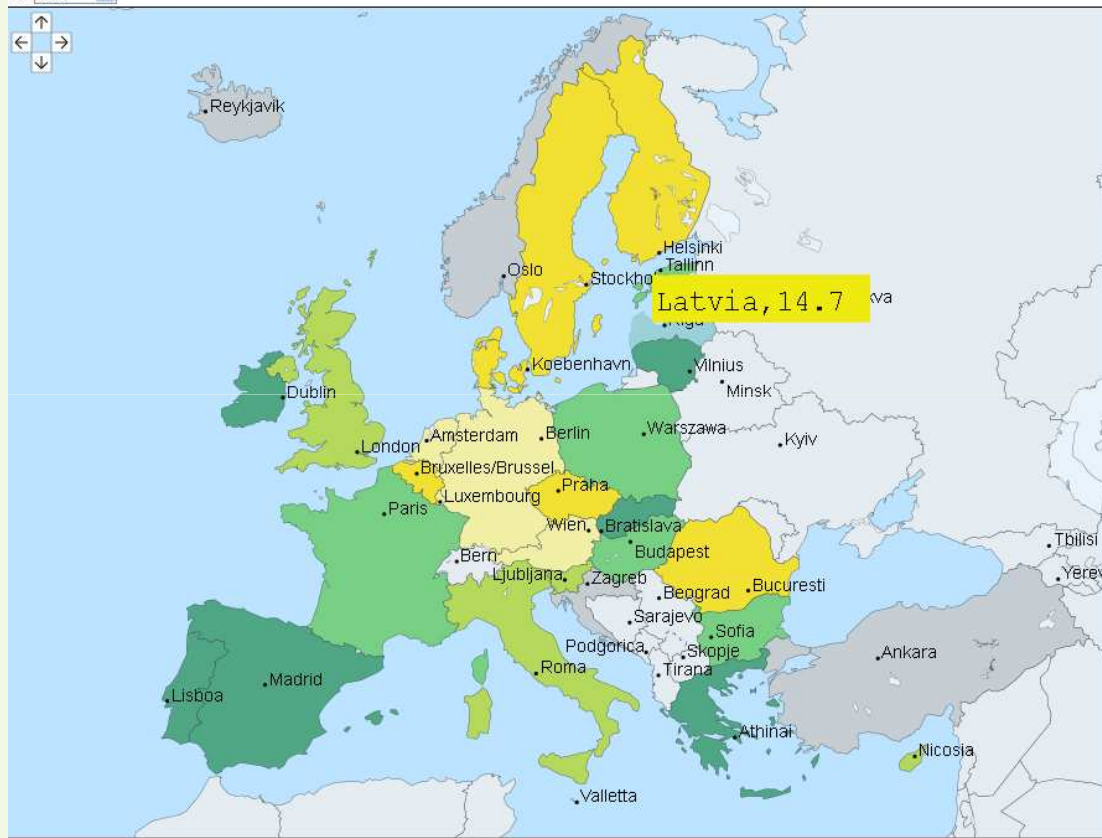 Reykjavik
Helsinki
Tallinn
Oslo
Stockho
Latvia,14.7
kva
Riga
Koebenhavn
Vilnius
Minsk
Dublin
Warszawa
Amsterdam
Berlin
Kyiv
London
Bruxelles/Brussel
Praha
Luxembourg
Paris
Wien
Bratislava
Budapest
Tbilisi
Bern
Ljubljana
Zagreb
Yerev
Bucuresti
Beograd
Sarajevo
Sofia
Podgorica
Skopje
Ankara
Roma
Tirana
Madrid
Lisboa
Athinai
Nicosia
Valletta